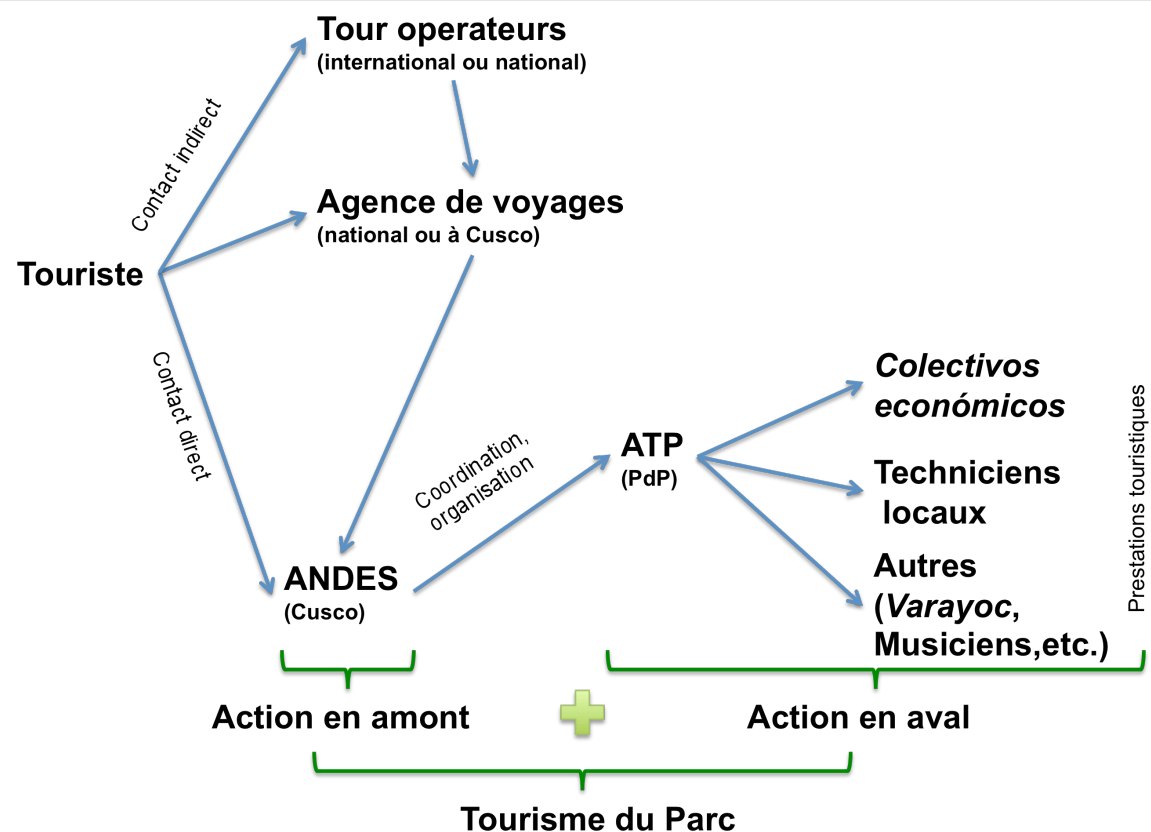 Tour operateurs
(international ou national)
Contact indirect
Agence de voyages
(national ou à Cusco)
Touriste
Contact direct
Colectivos
económicos
Coordination,
organisation
ATP
(PdP)
Techniciens
locaux
Autres
(Varayoc,
Musiciens,etc.)
Prestations touristiques
ANDES
(Cusco)
Action en amont
Action en aval
Tourisme du Parc